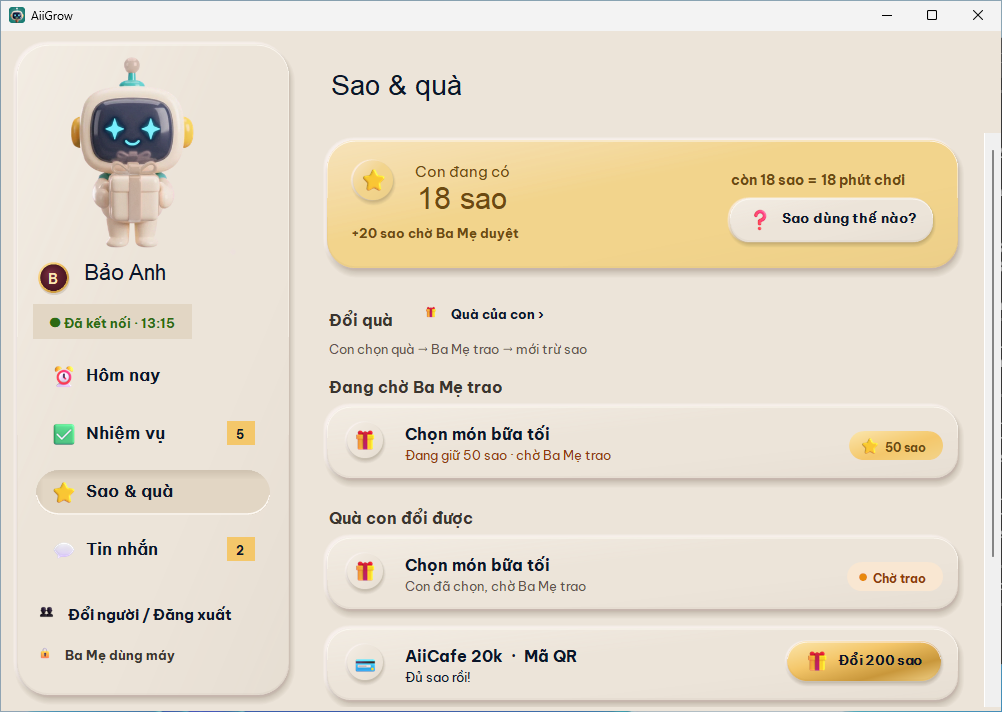 AiiGrow
B
Bảo Anh
Đã kết nối · 13:15
Hôm nay
Nhiệm vụ
5
Sao & quà
Tin nhắn
2
Đổi người / Đăng xuất
Ba Mẹ dùng máy
Sao & quà
Con đang có
18 sao
+20 sao chờ Ba Mẹ duyệt
còn 18 sao = 18 phút chơi
Sao dùng thế nào?
Đổi quà
Quà của con ›
Con chọn quà → Ba Mẹ trao → mới trừ sao
Đang chờ Ba Mẹ trao
Chọn món bữa tối
Đang giữ 50 sao · chờ Ba Mẹ trao
50 sao
Quà con đổi được
Chọn món bữa tối
Con đã chọn, chờ Ba Mẹ trao
Chờ trao
AiiCafe 20k · Mã QR
Đủ sao rồi!
Đổi 200 sao